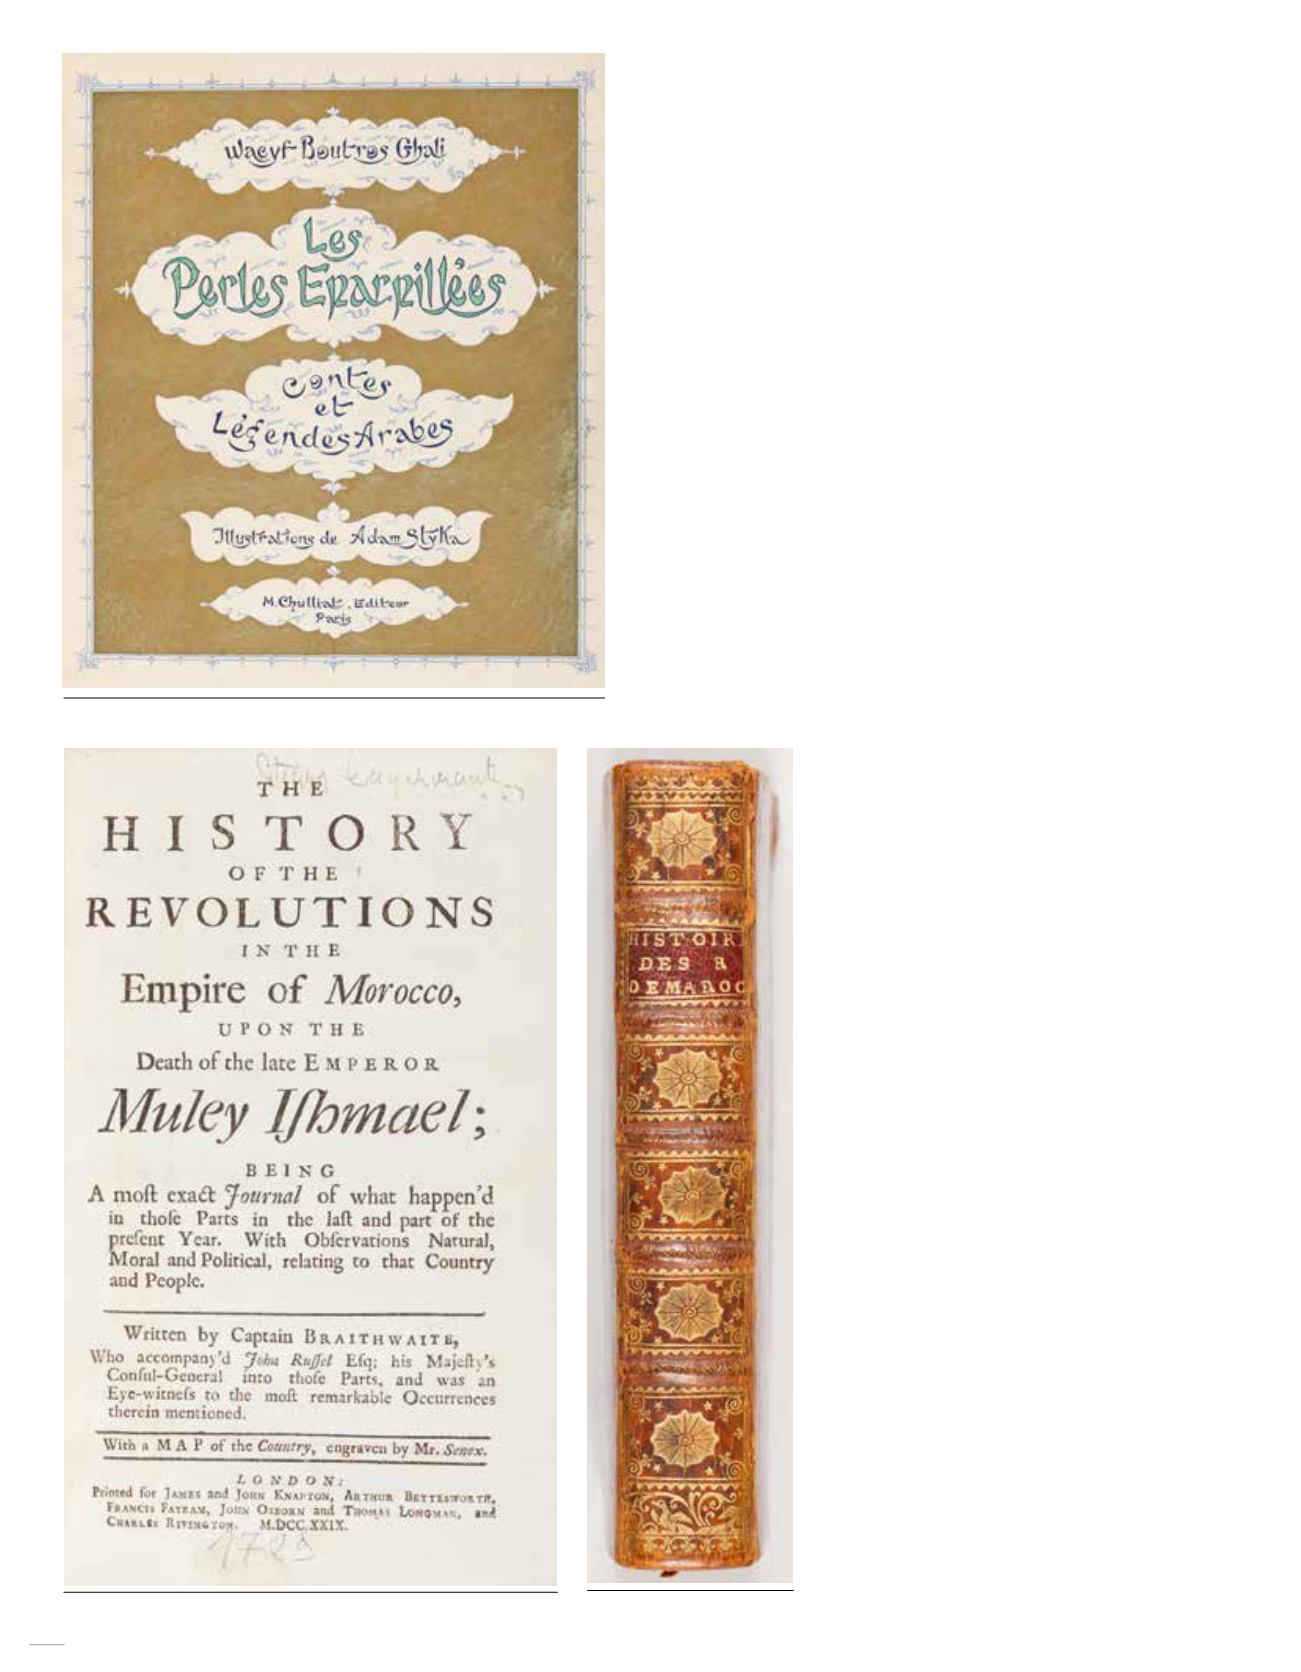 Wacyf-Boutros Ghali
Les
Perles Eparpillées
Contes
et
Légendes Arabes
Illustrations de Adam Styka
M. Chulliat, Editeur
Paris
THE
HISTORY
OF THE
REVOLUTIONS
IN THE
Empire of Morocco,
UPON THE
Death of the late EMPEROR
Muley Iſhmael;
BEING
A moſt exact Journal of what happen'd
in thoſe Parts in the laſt and part of the
preſent Year. With Obſervations Natural,
Moral and Political, relating to that Country
and People.
Written by Captain BRAITHWAITE,
Who accompany'd John Ruſſel Eſq; his Majeſty's
Conſul-General into thoſe Parts, and was an
Eye-witneſs to the moſt remarkable Occurrences
therein mentioned.
With a MAP of the Country, engraven by Mr. Senex.
LONDON:
Printed for JAMES and JOHN KNAPTON, ARTHUR BETTESWORTH,
FRANCIS FAYRAM, JOHN OSBORN and THOMAS LONGMAN, and
CHARLES RIVINGTON. M.DCC.XXIX.
HISTOIR
DES R
DEMAROC